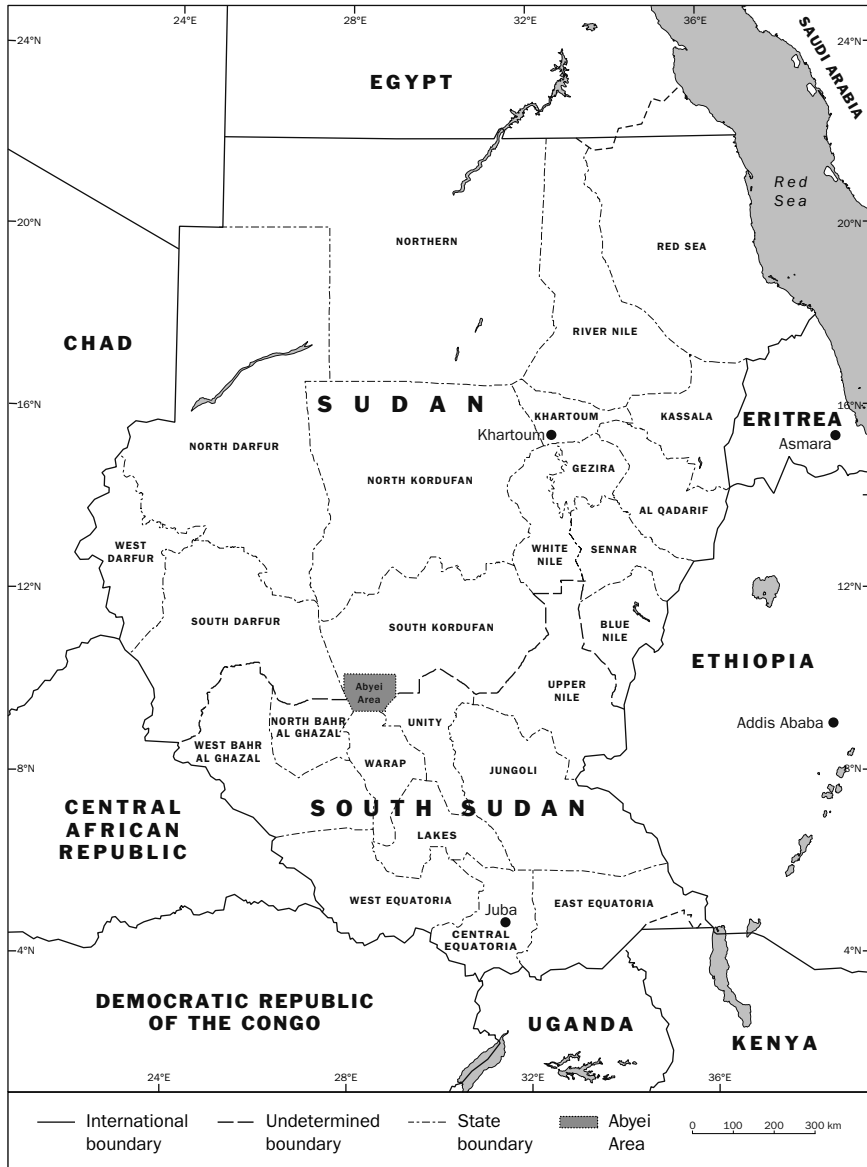 24°E
28°E
32°E
36°E
24°N
24°N
SAUDI ARABIA
EGYPT
Red
Sea
20°N
20°N
NORTHERN
RED SEA
RIVER NILE
CHAD
16°N
16°N
SUDAN
KHARTOUM
KASSALA
ERITREA
Khartoum
Asmara
NORTH DARFUR
NORTH KORDUFAN
GEZIRA
AL QADARIF
WEST
DARFUR
WHITE
NILE
SENNAR
12°N
12°N
SOUTH DARFUR
SOUTH KORDUFAN
BLUE
NILE
ETHIOPIA
Abyei
Area
UPPER
NILE
NORTH BAHR
AL GHAZAL
UNITY
Addis Ababa
WEST BAHR
AL GHAZAL
WARAP
JUNGOLI
8°N
8°N
SOUTH SUDAN
CENTRAL
AFRICAN
REPUBLIC
LAKES
WEST EQUATORIA
Juba
EAST EQUATORIA
CENTRAL
EQUATORIA
4°N
4°N
DEMOCRATIC REPUBLIC
OF THE CONGO
UGANDA
KENYA
24°E
28°E
32°E
36°E
International
boundary
Undetermined
boundary
State
boundary
Abyei
Area
0 100 200 300 km